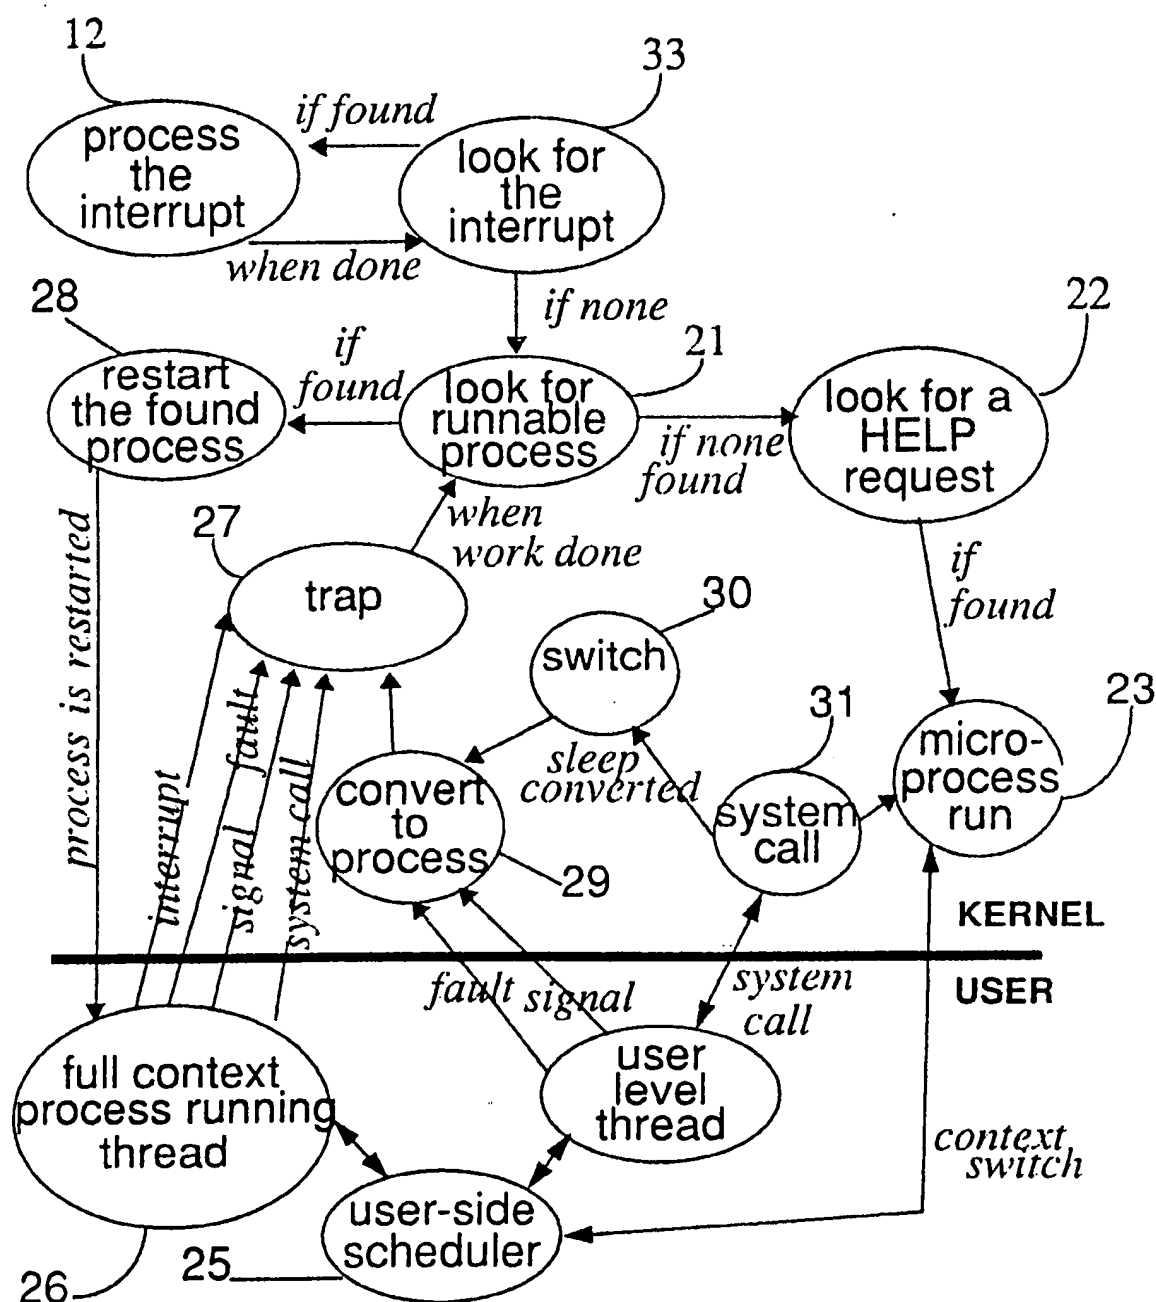 12
33
if found
process
the
interrupt
look for
the
interrupt
when done
28
if none
22
21
if
found
restart
the found
process
look for
runnable
process
look for a
HELP
request
if none
found
27
when
work done
trap
process is restarted
if
found
30
switch
31
23
interrupt
fault
signal
system call
sleep
converted
convert
to
process
system
call
micro-
process
run
29
KERNEL
USER
fault
signal
system
call
full context
process running
thread
user
level
thread
context
switch
user-side
scheduler
25
26